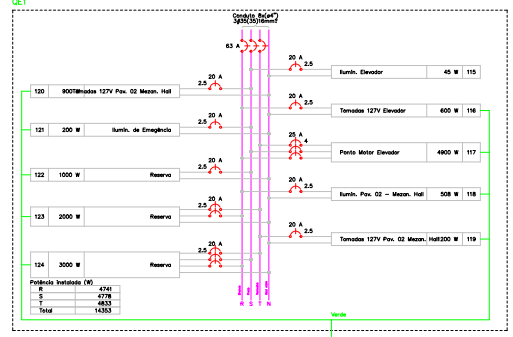 QE1
Conduto 8x(ø4")
3#35(35)16mm²
63 A
20 A
2.5
Ilumin. Elevador 45 W 115
20 A
2.5
120 900 Tomadas 127V Pav. 02 Mezan. Hall
20 A
2.5
Tomadas 127V Elevador 600 W 116
20 A
2.5
121 200 W Ilumin. de Emegência
25 A
4
Ponto Motor Elevador 4900 W 117
20 A
2.5
122 1000 W Reserva
20 A
2.5
Ilumin. Pav. 02 - Mezan. Hall 508 W 118
20 A
2.5
123 2000 W Reserva
20 A
2.5
Tomadas 127V Pav. 02 Mezan. Hall 200 W 119
20 A
2.5
124 3000 W Reserva
Potência Instalada (W)
R 4741
S 4778
T 4833
Total 14353
R S T N
Verde